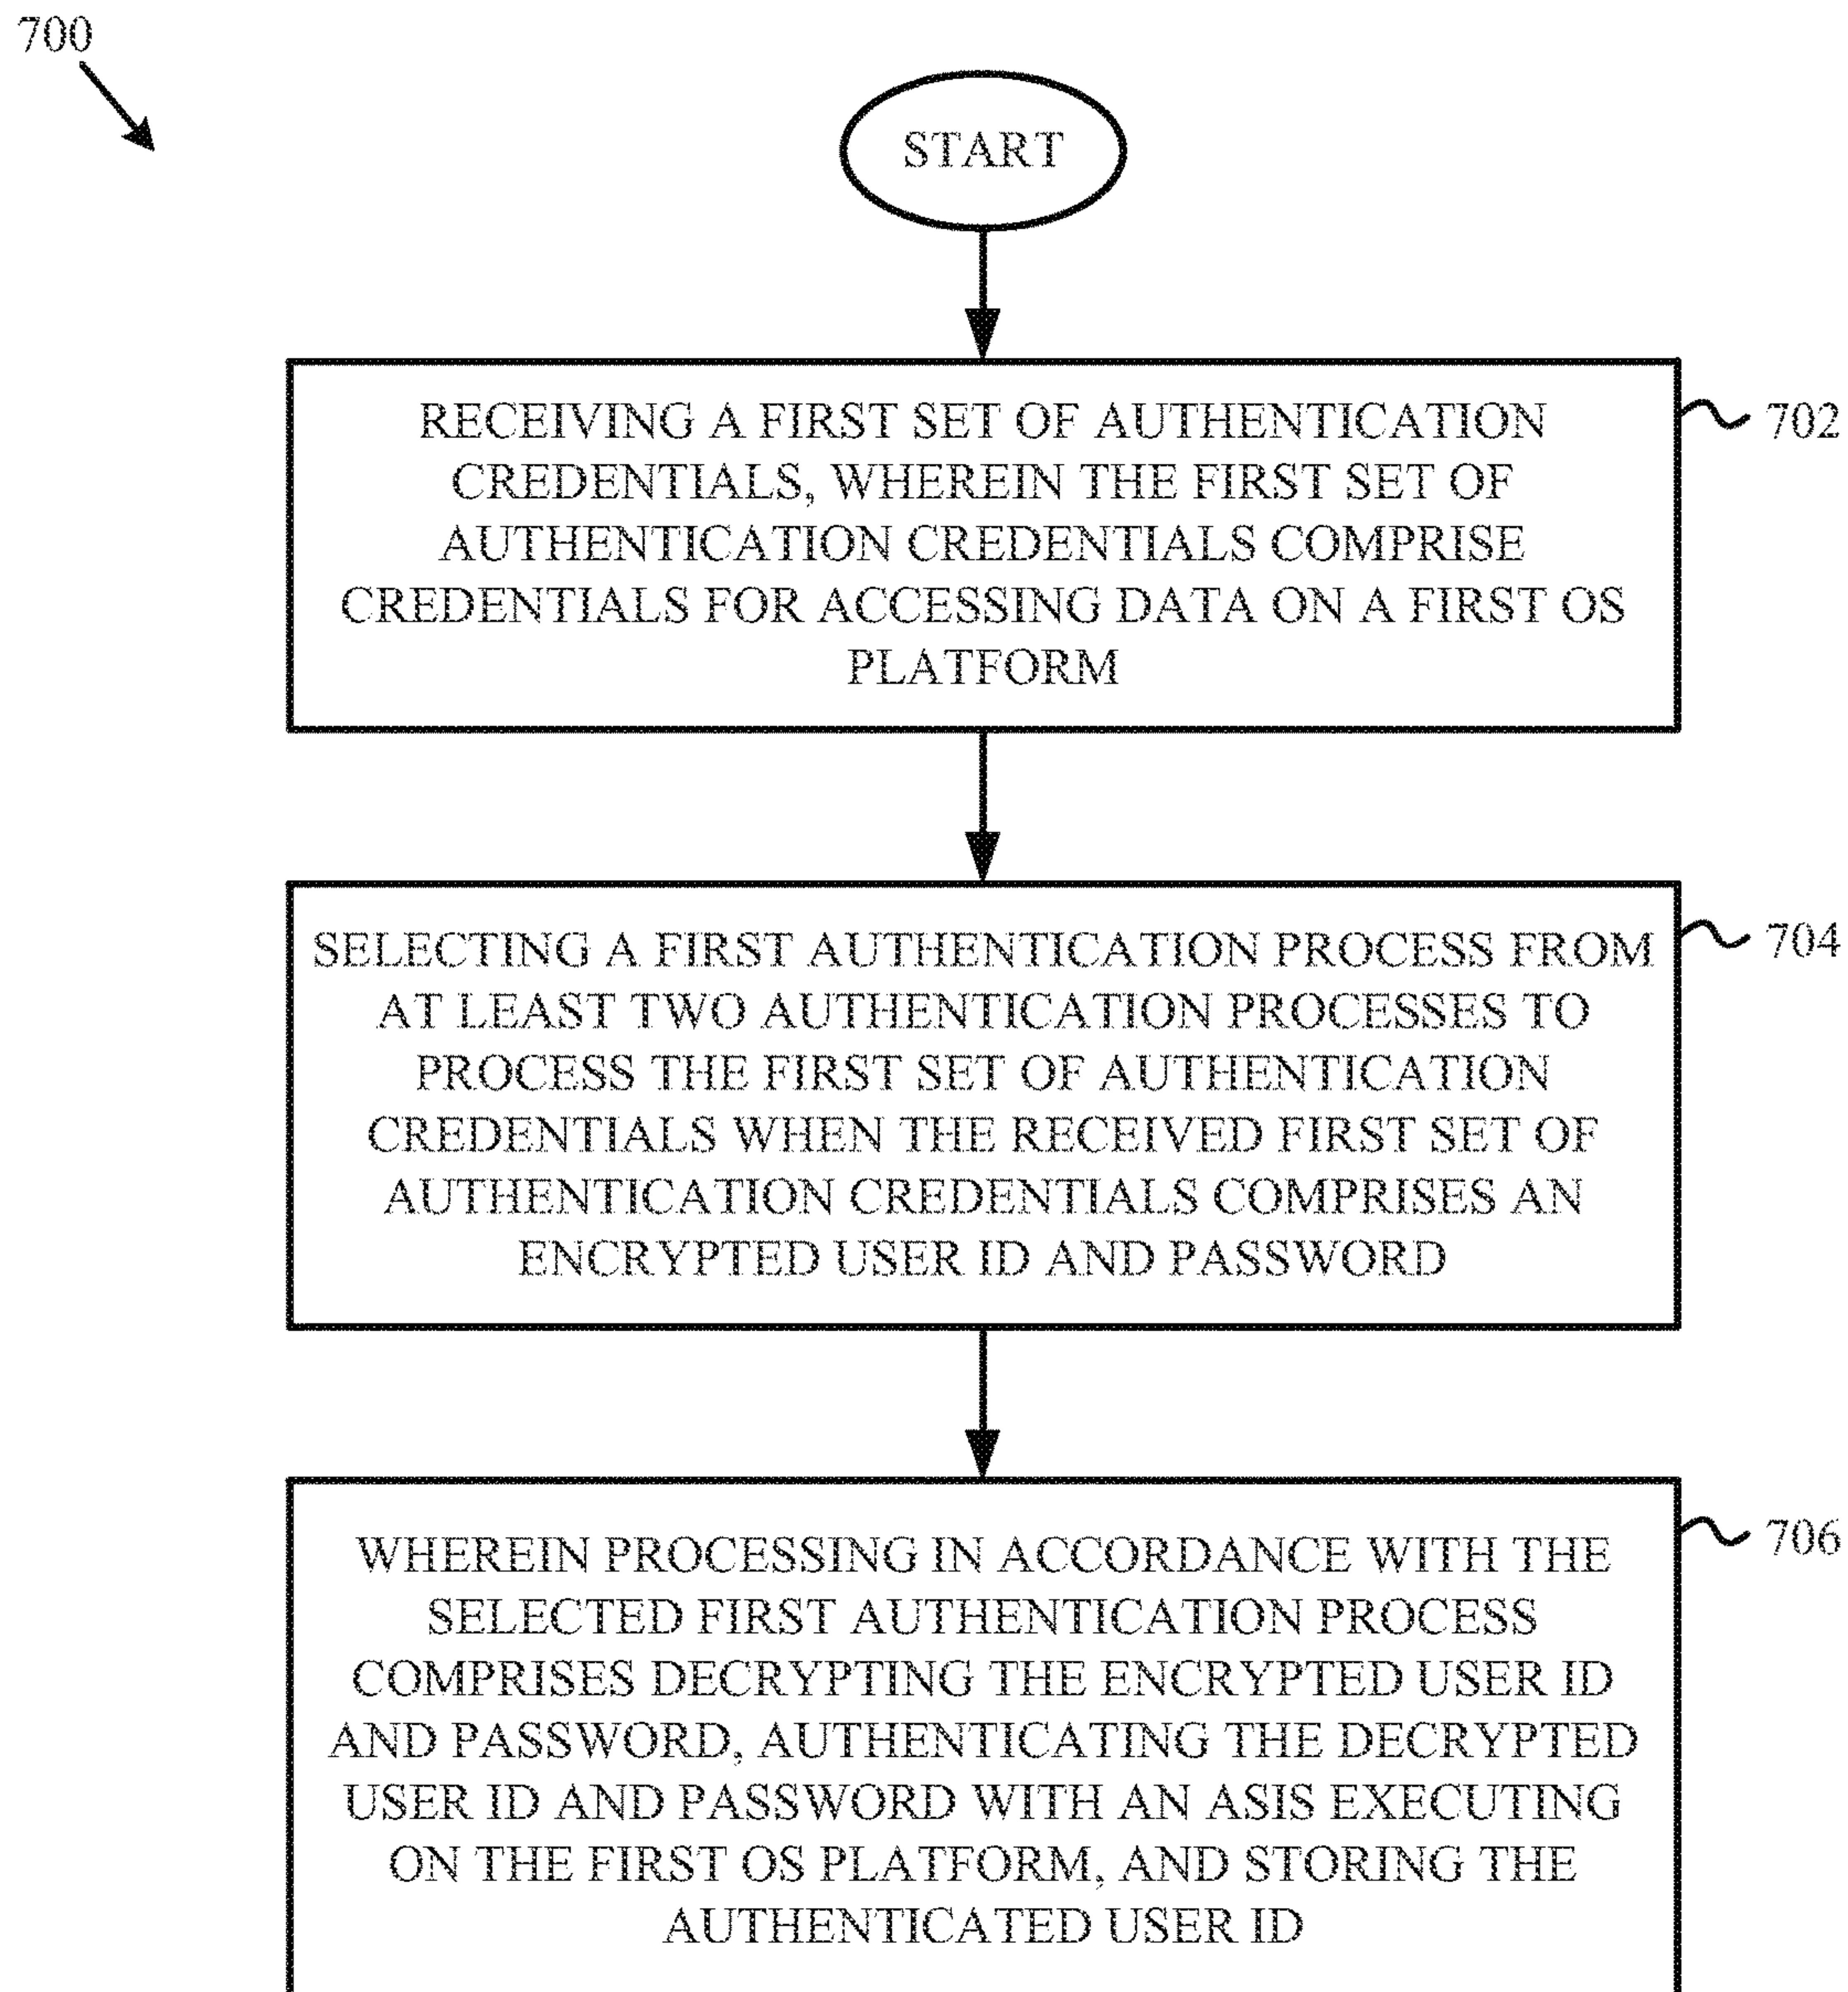 700
START
RECEIVING A FIRST SET OF AUTHENTICATION
CREDENTIALS, WHEREIN THE FIRST SET OF
AUTHENTICATION CREDENTIALS COMPRISE
CREDENTIALS FOR ACCESSING DATA ON A FIRST OS
PLATFORM
702
SELECTING A FIRST AUTHENTICATION PROCESS FROM
AT LEAST TWO AUTHENTICATION PROCESSES TO
PROCESS THE FIRST SET OF AUTHENTICATION
CREDENTIALS WHEN THE RECEIVED FIRST SET OF
AUTHENTICATION CREDENTIALS COMPRISES AN
ENCRYPTED USER ID AND PASSWORD
704
WHEREIN PROCESSING IN ACCORDANCE WITH THE
SELECTED FIRST AUTHENTICATION PROCESS
COMPRISES DECRYPTING THE ENCRYPTED USER ID
AND PASSWORD, AUTHENTICATING THE DECRYPTED
USER ID AND PASSWORD WITH AN ASIS EXECUTING
ON THE FIRST OS PLATFORM, AND STORING THE
AUTHENTICATED USER ID
706